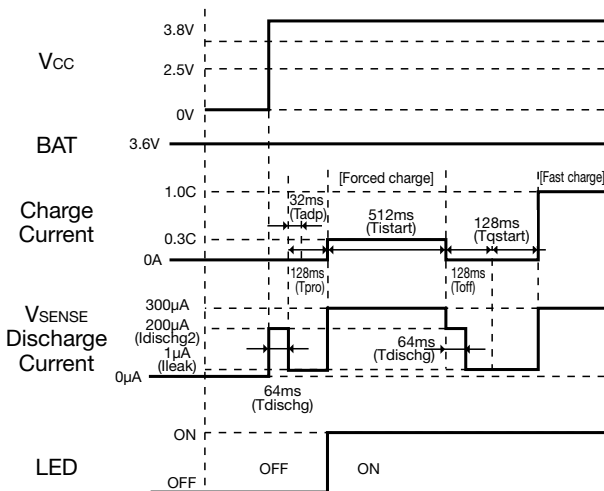 VCC
3.8V
2.5V
0V
BAT
3.6V
Charge
Current
1.0C
0.3C
0A
32ms
(Tadp)
128ms
(Tpro)
[Forced charge]
512ms
(Tistart)
128ms
(Toff)
128ms
(Tqstart)
[Fast charge]
VSENSE
Discharge
Current
300µA
200µA
(Idischg2)
1µA
(Ileak)
0µA
64ms
(Tdischg)
64ms
(Tdischg)
LED
ON
OFF
OFF
ON